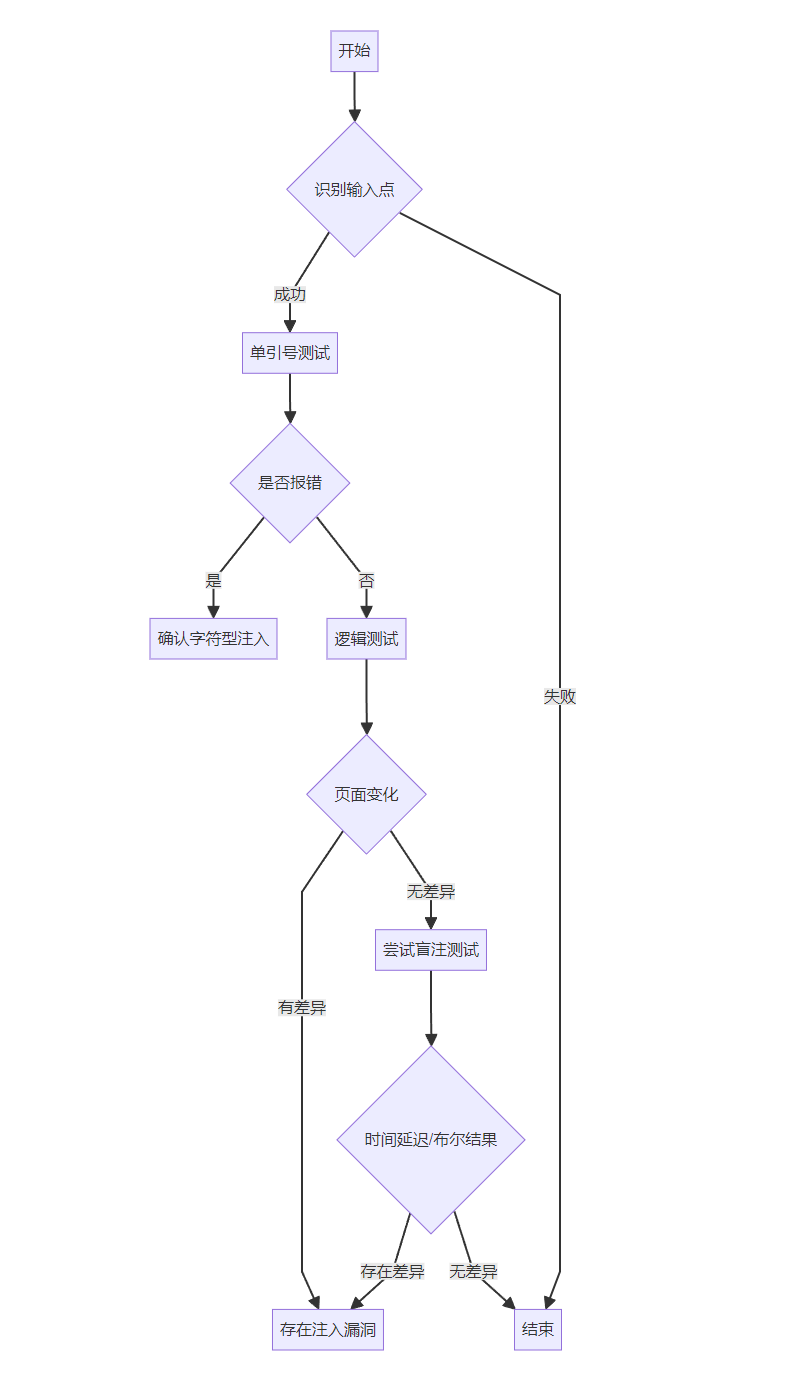 开始
识别输入点
成功
单引号测试
是否报错
是
否
确认字符型注入
逻辑测试
失败
页面变化
无差异
尝试盲注测试
有差异
时间延迟/布尔结果
存在差异
无差异
存在注入漏洞
结束